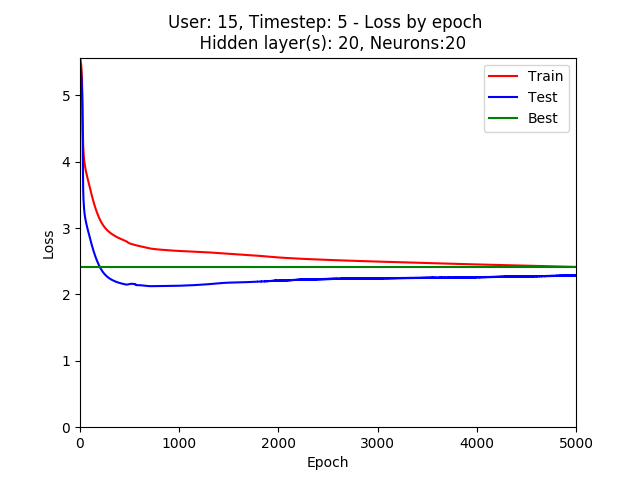 User: 15, Timestep: 5 - Loss by epoch
Hidden layer(s): 20, Neurons:20
Train
Test
Best
5
4
3
2
1
0
Loss
0 1000 2000 3000 4000 5000
Epoch